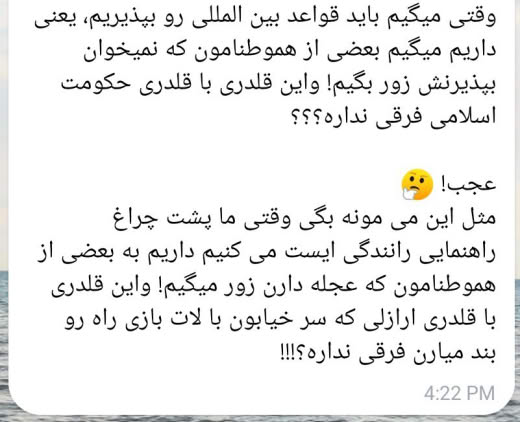 وقتی میگیم باید قواعد بین المللی رو بپذیریم، یعنی
داریم میگیم بعضی از هموطنامون که نمیخوان
بپذیرنش زور بگیم! واین قلدری با قلدری حکومت
اسلامی فرقی نداره؟؟؟
عجب! 🤔
مثل این می مونه بگی وقتی ما پشت چراغ
راهنمایی رانندگی ایست می کنیم داریم به بعضی از
هموطنامون که عجله دارن زور میگیم! واین قلدری
با قلدری ارازلی که سر خیابون با لات بازی راه رو
بند میارن فرقی نداره؟!!!
4:22 PM